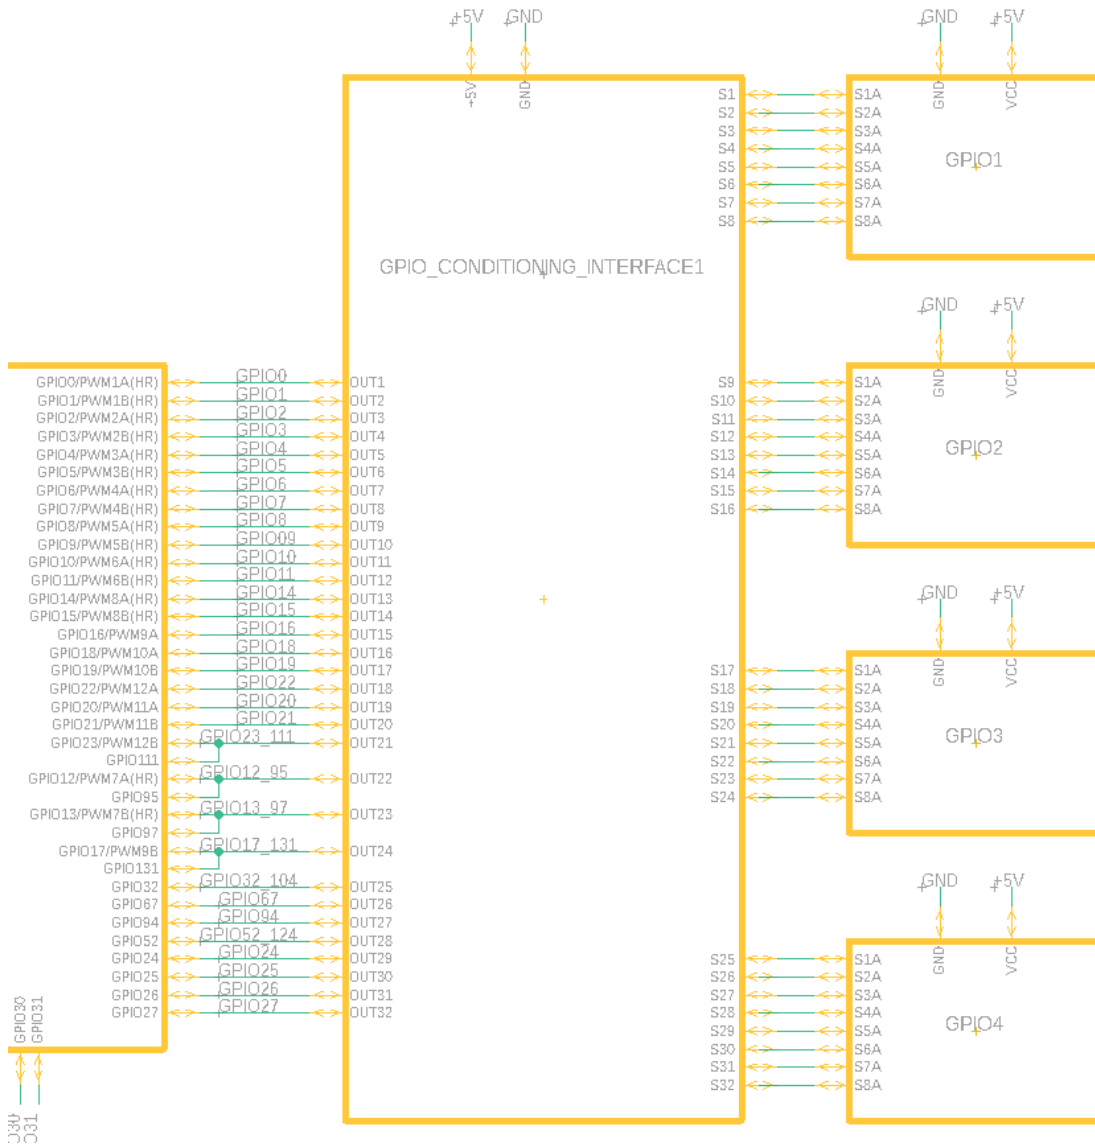 +5V GND GND +5V
+5V GND GND VCC
S1 S1A
S2 S2A
S3 S3A
S4 S4A
S5 S5A
S6 S6A
S7 S7A
S8 S8A
GPIO1
GPIO_CONDITIONING_INTERFACE1
GND +5V
GND VCC
GPIO0/PWM1A(HR) GPIO0 OUT1 S9 S1A
GPIO1/PWM1B(HR) GPIO1 OUT2 S10 S2A
GPIO2/PWM2A(HR) GPIO2 OUT3 S11 S3A
GPIO3/PWM2B(HR) GPIO3 OUT4 S12 S4A
GPIO2
GPIO4/PWM3A(HR) GPIO4 OUT5 S13 S5A
GPIO5/PWM3B(HR) GPIO5 OUT6 S14 S6A
GPIO6/PWM4A(HR) GPIO6 OUT7 S15 S7A
GPIO7/PWM4B(HR) GPIO7 OUT8 S16 S8A
GPIO8/PWM5A(HR) GPIO8 OUT9
GPIO9/PWM5B(HR) GPIO09 OUT10
GPIO10/PWM6A(HR) GPIO10 OUT11
GPIO11/PWM6B(HR) GPIO11 OUT12
GND +5V
GPIO14/PWM8A(HR) GPIO14 OUT13
GPIO15/PWM8B(HR) GPIO15 OUT14
GPIO16/PWM9A GPIO16 OUT15
GPIO18/PWM10A GPIO18 OUT16
GND VCC
GPIO19/PWM10B GPIO19 OUT17 S17 S1A
GPIO22/PWM12A GPIO22 OUT18 S18 S2A
GPIO20/PWM11A GPIO20 OUT19 S19 S3A
GPIO21/PWM11B GPIO21 OUT20 S20 S4A
GPIO3
GPIO23/PWM12B GPIO23_111 OUT21 S21 S5A
GPIO111 S22 S6A
GPIO12/PWM7A(HR) GPIO12_95 OUT22 S23 S7A
GPIO95 S24 S8A
GPIO13/PWM7B(HR) GPIO13_97 OUT23
GPIO97
GPIO17/PWM9B GPIO17_131 OUT24
GPIO131
GND +5V
GPIO32 GPIO32_104 OUT25
GPIO67 GPIO67 OUT26
GPIO94 GPIO94 OUT27
GPIO52 GPIO52_124 OUT28
GND VCC
GPIO24 GPIO24 OUT29 S25 S1A
GPIO25 GPIO25 OUT30 S26 S2A
GPIO26 GPIO26 OUT31 S27 S3A
GPIO27 GPIO27 OUT32 S28 S4A
GPIO4
S29 S5A
S30 S6A
S31 S7A
S32 S8A
GPIO30
GPIO31
O31